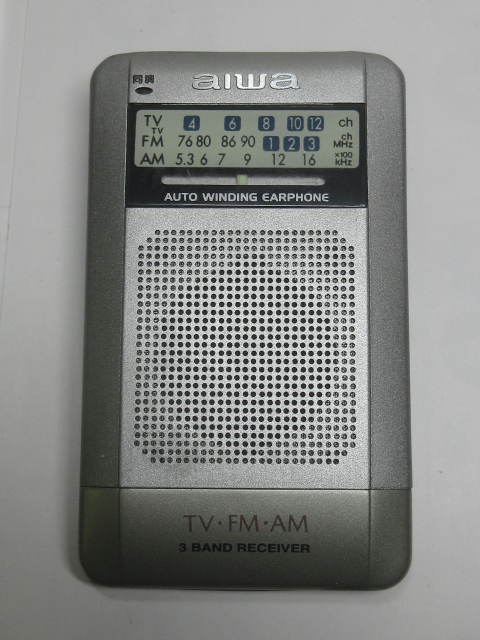 同調
aiwa
TV 4 6 8 10 12 ch
TV ch
FM 76 80 86 90 1 2 3 MHz
AM 5.3 6 7 9 12 16 ×100 kHz
AUTO WINDING EARPHONE
TV·FM·AM
3 BAND RECEIVER